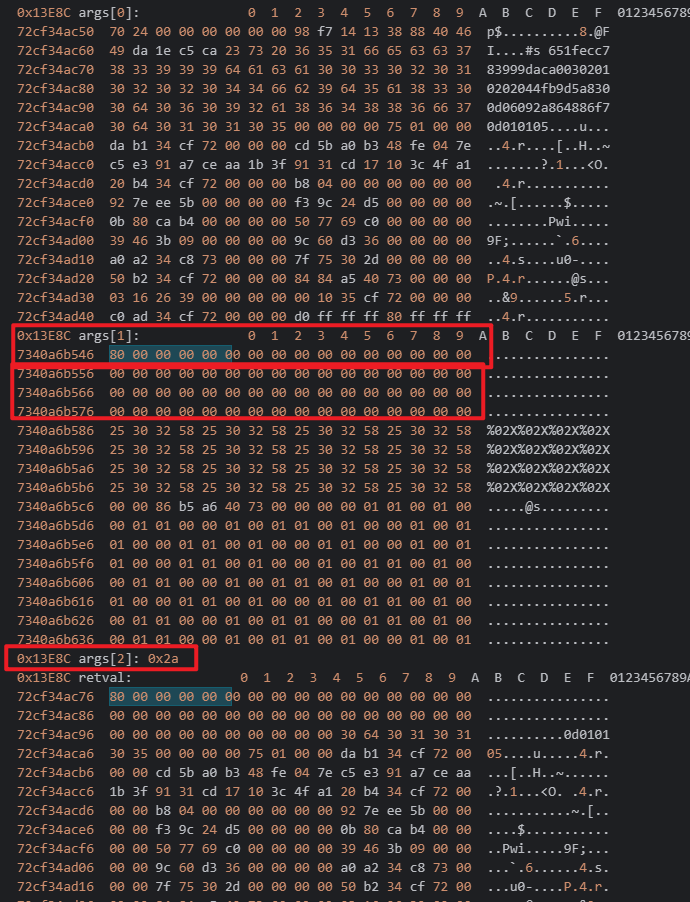 0x13E8C args[0]: 0 1 2 3 4 5 6 7 8 9 A B C D E F 0123456789
72cf34ac50 70 24 00 00 00 00 00 00 98 f7 14 13 38 88 40 46 p$..........8.@F
72cf34ac60 49 da 1e c5 ca 23 73 20 36 35 31 66 65 63 63 37 I....#s 651fecc7
72cf34ac70 38 33 39 39 39 64 61 63 61 30 30 33 30 32 30 31 83999daca0030201
72cf34ac80 30 32 30 32 30 34 34 66 62 39 64 35 61 38 33 30 0202044fb9d5a830
72cf34ac90 30 64 30 36 30 39 32 61 38 36 34 38 38 36 66 37 0d06092a864886f7
72cf34aca0 30 64 30 31 30 31 30 35 00 00 00 00 75 01 00 00 0d010105....u...
72cf34acb0 da b1 34 cf 72 00 00 00 cd 5b a0 b3 48 fe 04 7e ..4.r....[..H..~
72cf34acc0 c5 e3 91 a7 ce aa 1b 3f 91 31 cd 17 10 3c 4f a1 .......?.1...<O.
72cf34acd0 20 b4 34 cf 72 00 00 00 b8 04 00 00 00 00 00 00  .4.r...........
72cf34ace0 92 7e ee 5b 00 00 00 00 f3 9c 24 d5 00 00 00 00 .~.[......$.....
72cf34acf0 0b 80 ca b4 00 00 00 00 50 77 69 c0 00 00 00 00 ........Pwi.....
72cf34ad00 39 46 3b 09 00 00 00 00 9c 60 d3 36 00 00 00 00 9F;......`.6....
72cf34ad10 a0 a2 34 c8 73 00 00 00 7f 75 30 2d 00 00 00 00 ..4.s....u0-....
72cf34ad20 50 b2 34 cf 72 00 00 00 84 84 a5 40 73 00 00 00 P.4.r......@s...
72cf34ad30 03 16 26 39 00 00 00 00 00 10 35 cf 72 00 00 00 ..&9......5.r...
72cf34ad40 c0 ad 34 cf 72 00 00 00 d0 ff ff ff 80 ff ff ff ..4.r...........
0x13E8C args[1]: 0 1 2 3 4 5 6 7 8 9 A B C D E F 0123456789
7340a6b546 80 00 00 00 00 00 00 00 00 00 00 00 00 00 00 00 ................
7340a6b556 00 00 00 00 00 00 00 00 00 00 00 00 00 00 00 00 ................
7340a6b566 00 00 00 00 00 00 00 00 00 00 00 00 00 00 00 00 ................
7340a6b576 00 00 00 00 00 00 00 00 00 00 00 00 00 00 00 00 ................
7340a6b586 25 30 32 58 25 30 32 58 25 30 32 58 25 30 32 58 %02X%02X%02X%02X
7340a6b596 25 30 32 58 25 30 32 58 25 30 32 58 25 30 32 58 %02X%02X%02X%02X
7340a6b5a6 25 30 32 58 25 30 32 58 25 30 32 58 25 30 32 58 %02X%02X%02X%02X
7340a6b5b6 25 30 32 58 25 30 32 58 25 30 32 58 25 30 32 58 %02X%02X%02X%02X
7340a6b5c6 00 00 86 b5 a6 40 73 00 00 00 00 01 01 00 01 00 .....@s.........
7340a6b5d6 00 01 01 00 00 01 00 01 01 00 01 00 00 01 00 01 ................
7340a6b5e6 01 00 00 01 01 00 01 00 00 01 00 01 01 00 01 00 ................
7340a6b5f6 01 00 00 01 01 00 01 00 00 01 00 01 01 00 01 00 ................
7340a6b606 00 01 01 00 00 01 00 01 01 00 01 00 00 01 00 01 ................
7340a6b616 01 00 00 01 01 00 01 00 00 01 00 01 01 00 01 00 ................
7340a6b626 00 01 01 00 00 01 00 01 01 00 01 00 00 01 00 01 ................
7340a6b636 00 01 01 00 00 01 00 01 01 00 01 00 00 01 00 01 ................
0x13E8C args[2]: 0x2a
0x13E8C retval: 0 1 2 3 4 5 6 7 8 9 A B C D E F 0123456789A
72cf34ac76 80 00 00 00 00 00 00 00 00 00 00 00 00 00 00 00 ................
72cf34ac86 00 00 00 00 00 00 00 00 00 00 00 00 00 00 00 00 ................
72cf34ac96 00 00 00 00 00 00 00 00 00 00 30 64 30 31 30 31 ..........0d0101
72cf34aca6 30 35 00 00 00 00 75 01 00 00 da b1 34 cf 72 00 05....u.....4.r.
72cf34acb6 00 00 cd 5b a0 b3 48 fe 04 7e c5 e3 91 a7 ce aa ...[..H..~......
72cf34acc6 1b 3f 91 31 cd 17 10 3c 4f a1 20 b4 34 cf 72 00 .?.1...<O. .4.r.
72cf34acd6 00 00 b8 04 00 00 00 00 00 00 92 7e ee 5b 00 00 ...........~.[..
72cf34ace6 00 00 f3 9c 24 d5 00 00 00 00 0b 80 ca b4 00 00 ....$...........
72cf34acf6 00 00 50 77 69 c0 00 00 00 00 39 46 3b 09 00 00 ..Pwi.....9F;...
72cf34ad06 00 00 9c 60 d3 36 00 00 00 00 a0 a2 34 c8 73 00 ...`.6......4.s.
72cf34ad16 00 00 7f 75 30 2d 00 00 00 00 50 b2 34 cf 72 00 ...u0-....P.4.r.